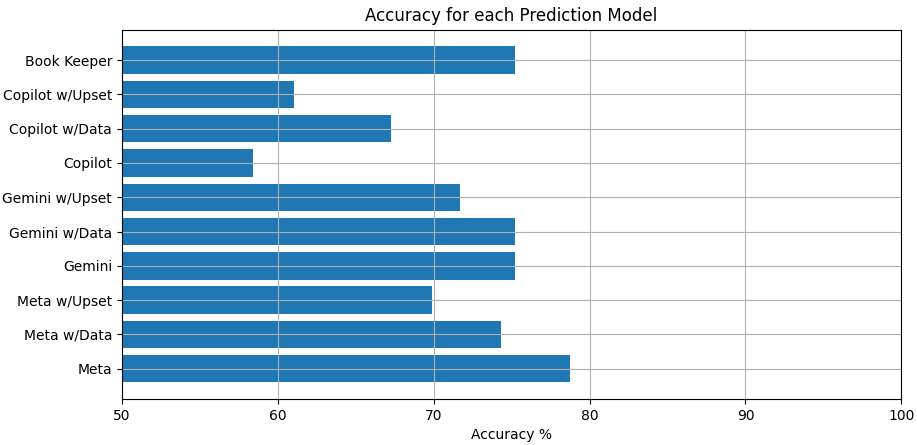 Accuracy for each Prediction Model
Book Keeper
Copilot w/Upset
Copilot w/Data
Copilot
Gemini w/Upset
Gemini w/Data
Gemini
Meta w/Upset
Meta w/Data
Meta
50 60 70 80 90 100
Accuracy %